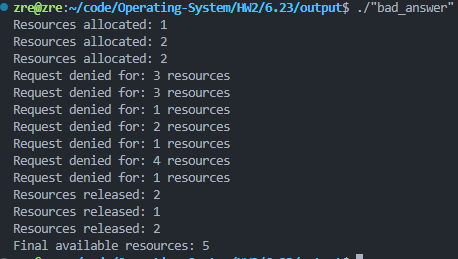 zre@zre:~/code/Operating-System/HW2/6.23/output$ ./"bad_answer"
Resources allocated: 1
Resources allocated: 2
Resources allocated: 2
Request denied for: 3 resources
Request denied for: 3 resources
Request denied for: 1 resources
Request denied for: 2 resources
Request denied for: 1 resources
Request denied for: 4 resources
Request denied for: 1 resources
Resources released: 2
Resources released: 1
Resources released: 2
Final available resources: 5